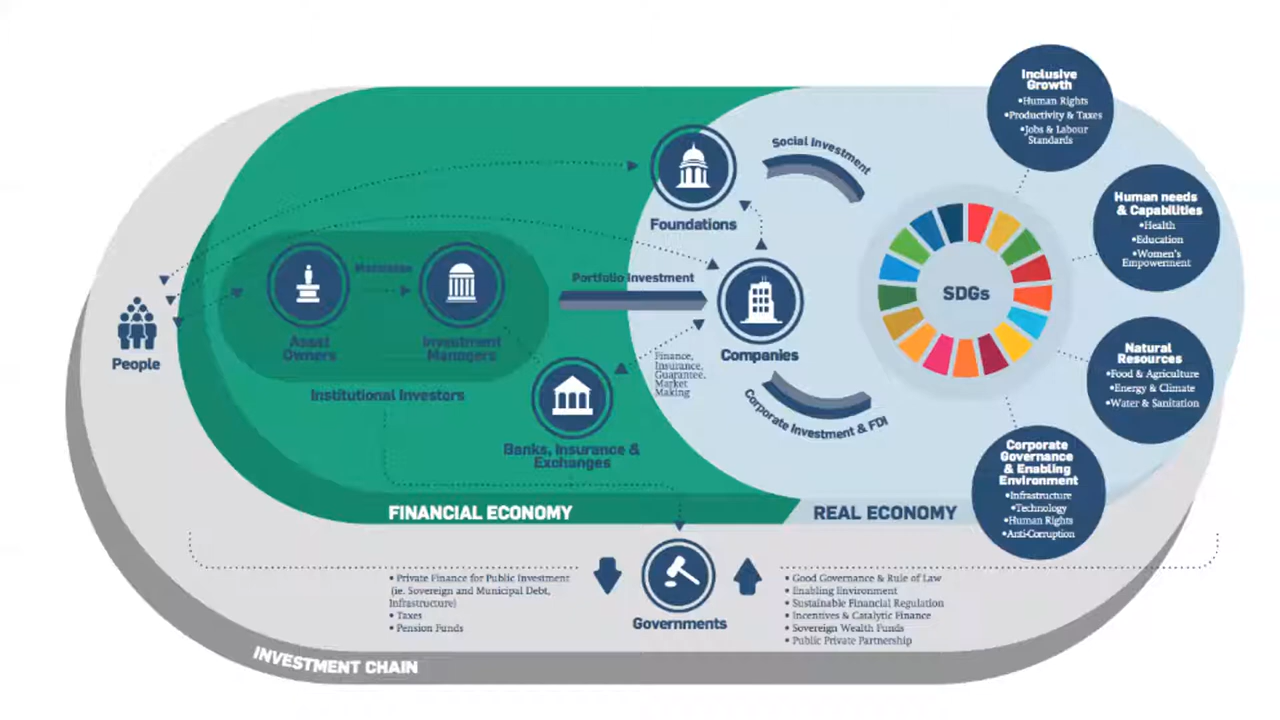 Inclusive
Growth
•Human Rights
•Productivity & Taxes
•Jobs & Labour
Standards
Social Investment
Human needs
& Capabilities
•Health
•Education
•Women's
Empowerment
Foundations
Mandates
Portfolio Investment
SDGs
Asset
Owners
Investment
Managers
Companies
People
Finance,
Insurance,
Guarantee,
Market
Making
Natural
Resources
•Food & Agriculture
•Energy & Climate
•Water & Sanitation
Institutional Investors
Corporate Investment & FDI
Banks, Insurance &
Exchanges
Corporate
Governance
& Enabling
Environment
•Infrastructure
•Technology
•Human Rights
•Anti-Corruption
FINANCIAL ECONOMY
REAL ECONOMY
• Private Finance for Public Investment
(ie. Sovereign and Municipal Debt,
Infrastructure)
• Taxes
• Pension Funds
Governments
• Good Governance & Rule of Law
• Enabling Environment
• Sustainable Financial Regulation
• Incentives & Catalytic Finance
• Sovereign Wealth Funds
• Public Private Partnership
INVESTMENT CHAIN